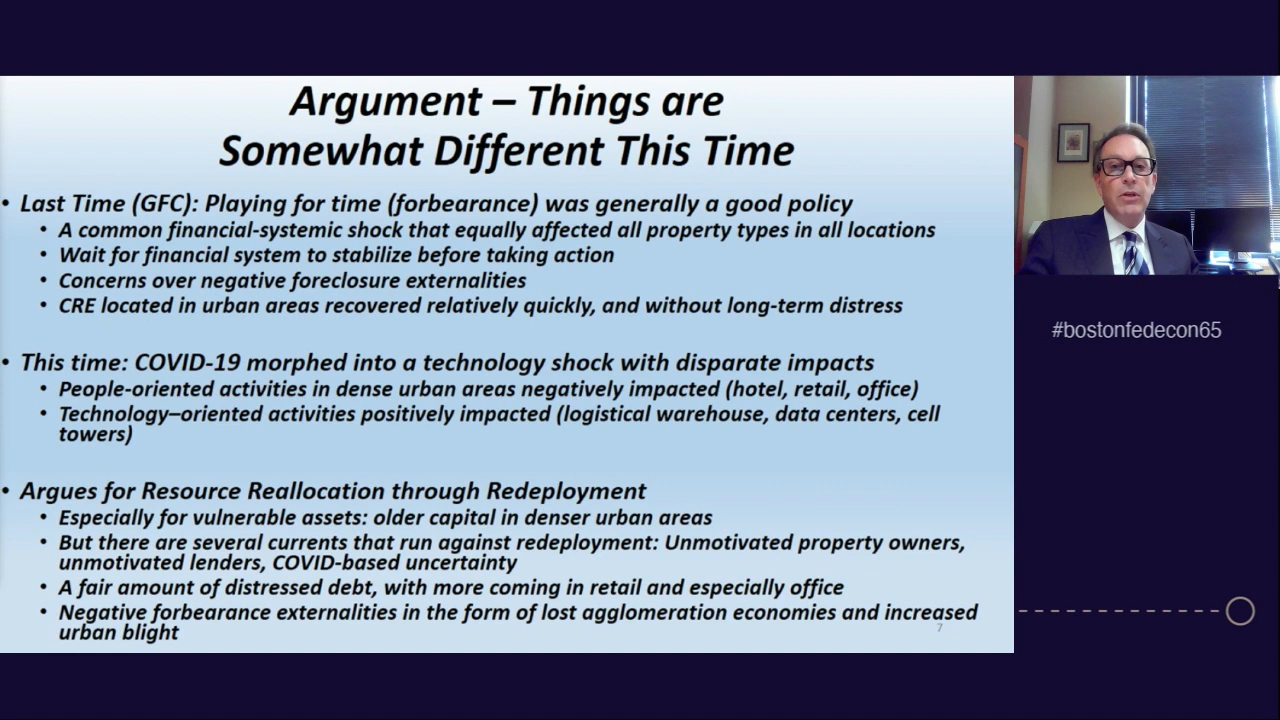 Argument – Things are
Somewhat Different This Time
• Last Time (GFC): Playing for time (forbearance) was generally a good policy
• A common financial-systemic shock that equally affected all property types in all locations
• Wait for financial system to stabilize before taking action
• Concerns over negative foreclosure externalities
• CRE located in urban areas recovered relatively quickly, and without long-term distress
• This time: COVID-19 morphed into a technology shock with disparate impacts
• People-oriented activities in dense urban areas negatively impacted (hotel, retail, office)
• Technology–oriented activities positively impacted (logistical warehouse, data centers, cell
towers)
• Argues for Resource Reallocation through Redeployment
• Especially for vulnerable assets: older capital in denser urban areas
• But there are several currents that run against redeployment: Unmotivated property owners,
unmotivated lenders, COVID-based uncertainty
• A fair amount of distressed debt, with more coming in retail and especially office
• Negative forbearance externalities in the form of lost agglomeration economies and increased
urban blight
7
#bostonfedecon65